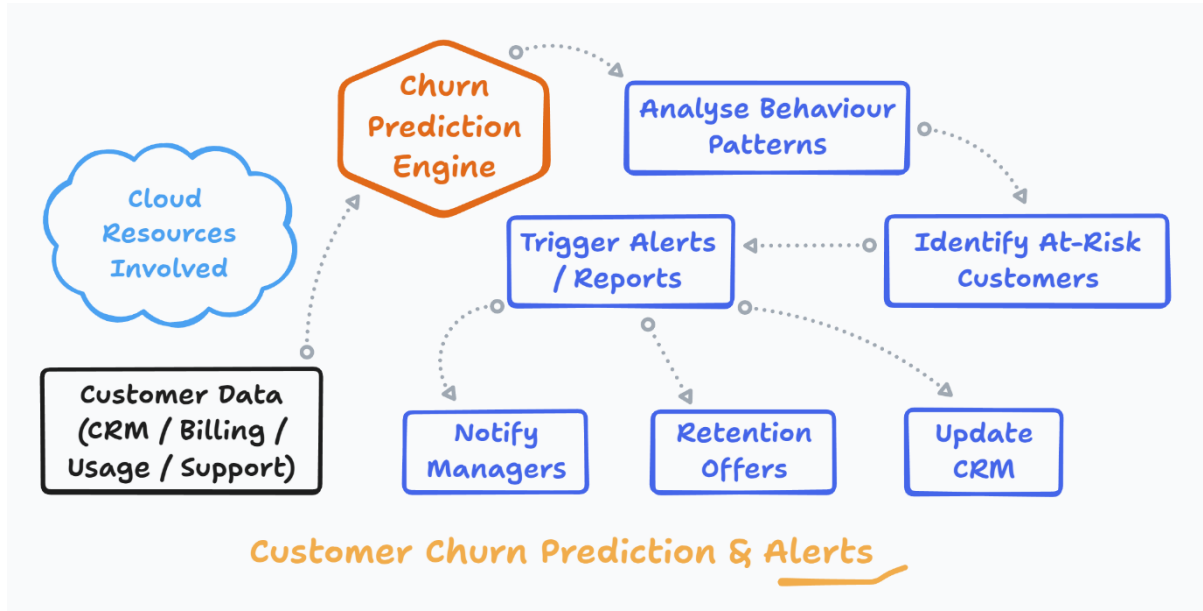 Churn
Prediction
Engine
Analyse Behaviour
Patterns
Cloud
Resources
Involved
Trigger Alerts
/ Reports
Identify At-Risk
Customers
Customer Data
(CRM / Billing /
Usage / Support)
Notify
Managers
Retention
Offers
Update
CRM
Customer Churn Prediction & Alerts